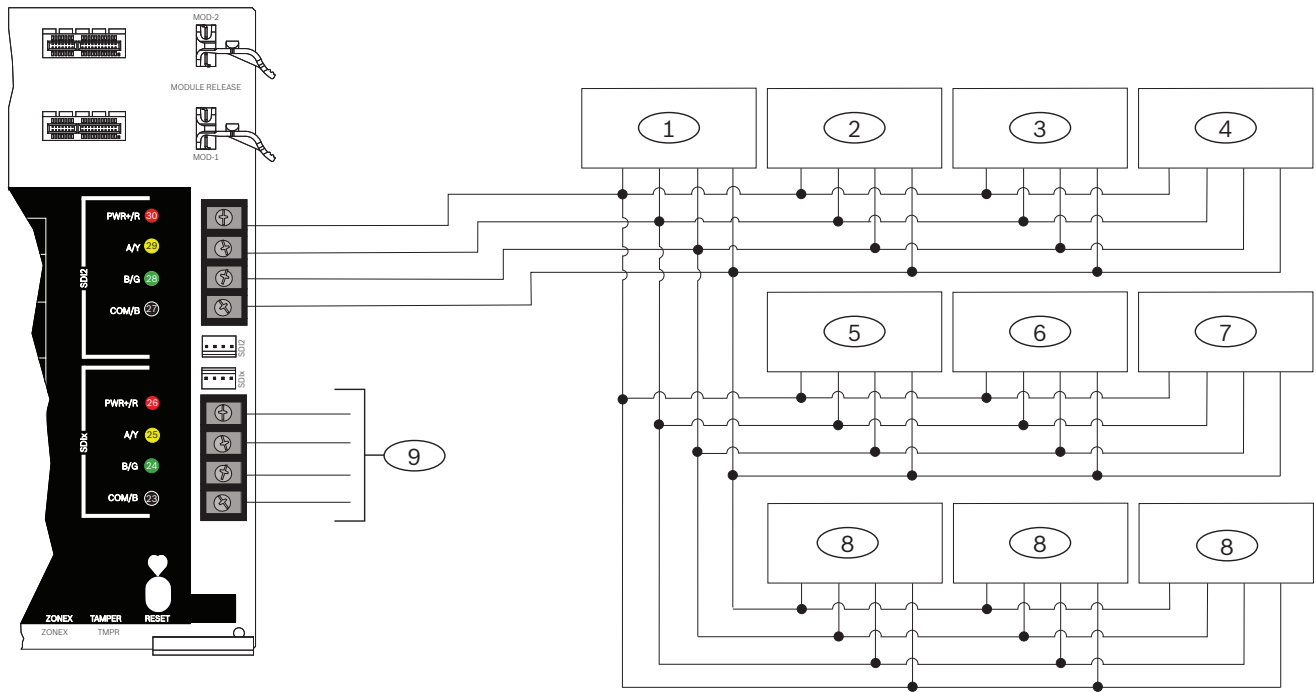 MOD-2
MODULE RELEASE
MOD-1
1
2
3
4
PWR+/R 30
A/Y 29
B/G 28
COM/B 27
SDI2
5
6
7
SDI2
SDIx
PWR+/R 26
A/Y 25
B/G 24
COM/B 23
SDIx
9
8
8
8
ZONEX TAMPER RESET
ZONEX TMPR